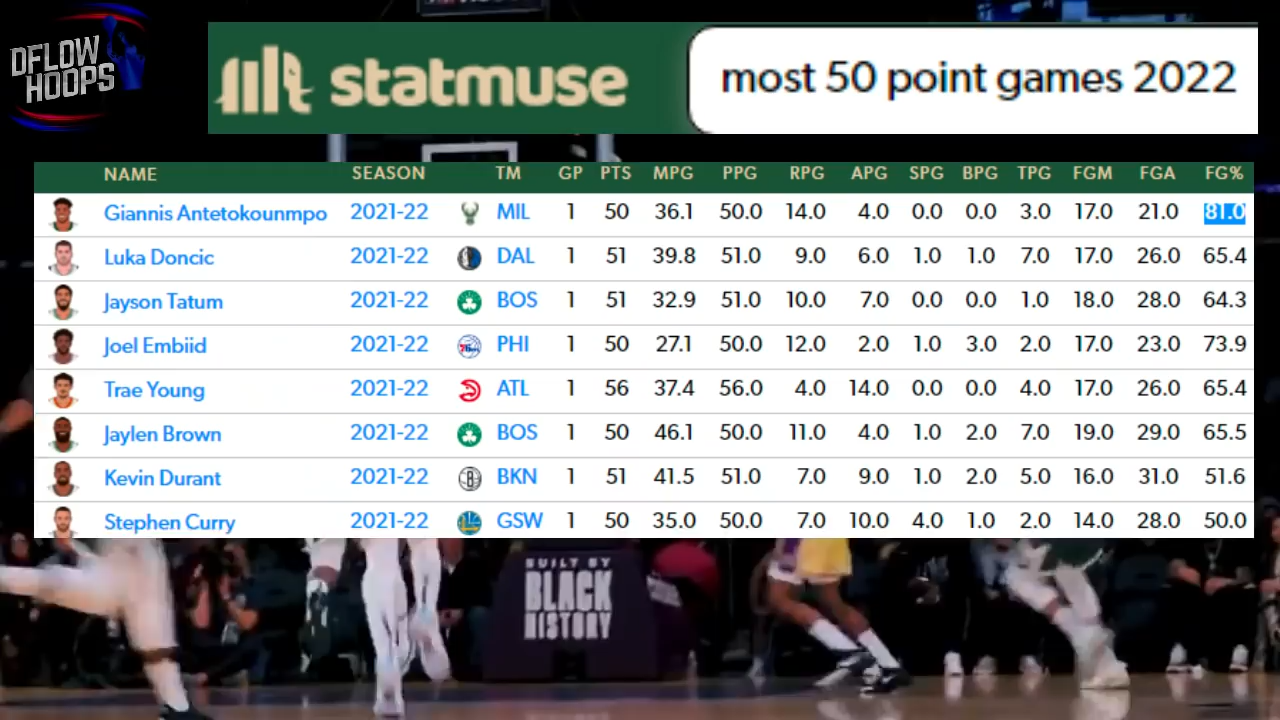 DFLOW
HOOPS
statmuse
most 50 point games 2022
NAME SEASON TM GP PTS MPG PPG RPG APG SPG BPG TPG FGM FGA FG%
Giannis Antetokounmpo 2021-22 MIL 1 50 36.1 50.0 14.0 4.0 0.0 0.0 3.0 17.0 21.0 81.0
Luka Doncic 2021-22 DAL 1 51 39.8 51.0 9.0 6.0 1.0 1.0 7.0 17.0 26.0 65.4
Jayson Tatum 2021-22 BOS 1 51 32.9 51.0 10.0 7.0 0.0 0.0 1.0 18.0 28.0 64.3
Joel Embiid 2021-22 PHI 1 50 27.1 50.0 12.0 2.0 1.0 3.0 2.0 17.0 23.0 73.9
Trae Young 2021-22 ATL 1 56 37.4 56.0 4.0 14.0 0.0 0.0 4.0 17.0 26.0 65.4
Jaylen Brown 2021-22 BOS 1 50 46.1 50.0 11.0 4.0 1.0 2.0 7.0 19.0 29.0 65.5
Kevin Durant 2021-22 BKN 1 51 41.5 51.0 7.0 9.0 1.0 2.0 5.0 16.0 31.0 51.6
Stephen Curry 2021-22 GSW 1 50 35.0 50.0 7.0 10.0 4.0 1.0 2.0 14.0 28.0 50.0
BUILT BY
BLACK
HISTORY